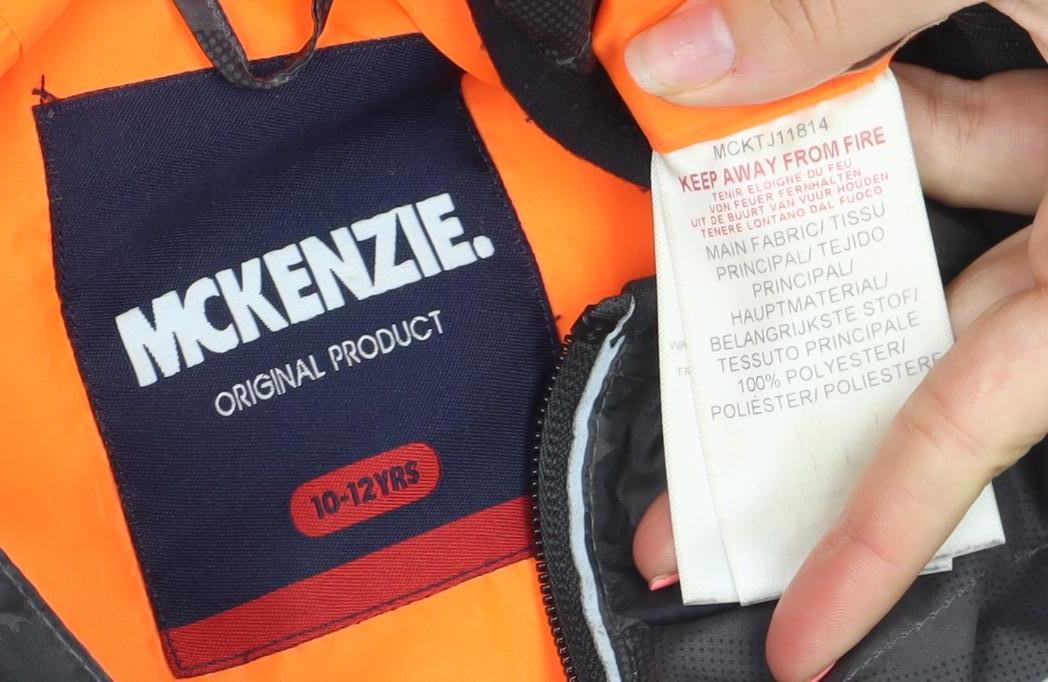 MCKENZIE.
ORIGINAL PRODUCT
10-12YRS
MCKTJ11814
KEEP AWAY FROM FIRE
TENIR ELOIGNE DU FEU
VON FEUER FERNHALTEN
UIT DE BUURT VAN VUUR HOUDEN
TENERE LONTANO DAL FUOCO
MAIN FABRIC/ TISSU
PRINCIPAL/ TEJIDO
PRINCIPAL/
HAUPTMATERIAL/
BELANGRIJKSTE STOF/
TESSUTO PRINCIPALE
100% POLYESTER/
POLIÉSTER/ POLIESTERE